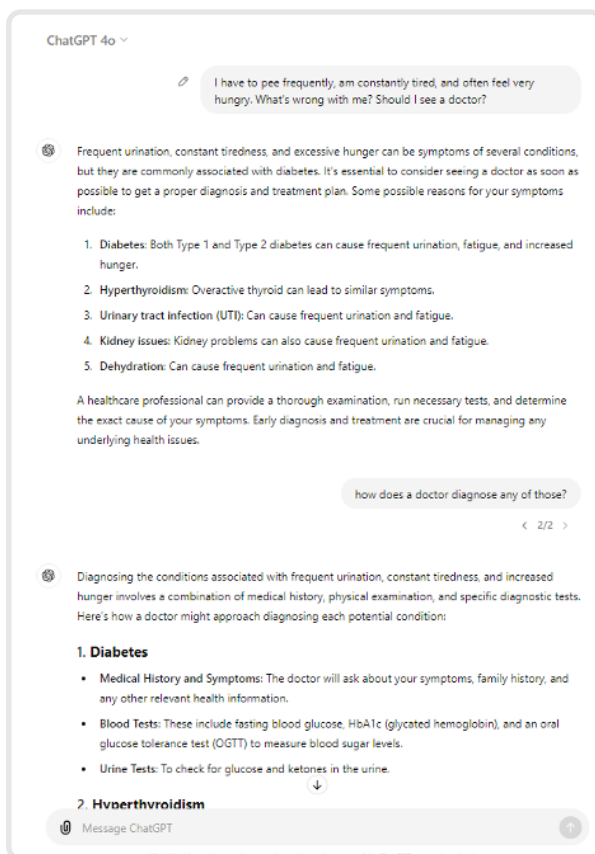 ChatGPT 4o
I have to pee frequently, am constantly tired, and often feel very
hungry. What's wrong with me? Should I see a doctor?
Frequent urination, constant tiredness, and excessive hunger can be symptoms of several conditions,
but they are commonly associated with diabetes. It's essential to consider seeing a doctor as soon as
possible to get a proper diagnosis and treatment plan. Some possible reasons for your symptoms
include:
1. Diabetes: Both Type 1 and Type 2 diabetes can cause frequent urination, fatigue, and increased
hunger.
2. Hyperthyroidism: Overactive thyroid can lead to similar symptoms.
3. Urinary tract infection (UTI): Can cause frequent urination and fatigue.
4. Kidney issues: Kidney problems can also cause frequent urination and fatigue.
5. Dehydration: Can cause frequent urination and fatigue.
A healthcare professional can provide a thorough examination, run necessary tests, and determine
the exact cause of your symptoms. Early diagnosis and treatment are crucial for managing any
underlying health issues.
how does a doctor diagnose any of those?
< 2/2 >
Diagnosing the conditions associated with frequent urination, constant tiredness, and increased
hunger involves a combination of medical history, physical examination, and specific diagnostic tests.
Here's how a doctor might approach diagnosing each potential condition:
1. Diabetes
• Medical History and Symptoms: The doctor will ask about your symptoms, family history, and
any other relevant health information.
• Blood Tests: These include fasting blood glucose, HbA1c (glycated hemoglobin), and an oral
glucose tolerance test (OGTT) to measure blood sugar levels.
• Urine Tests: To check for glucose and ketones in the urine.
2. Hyperthyroidism
Message ChatGPT